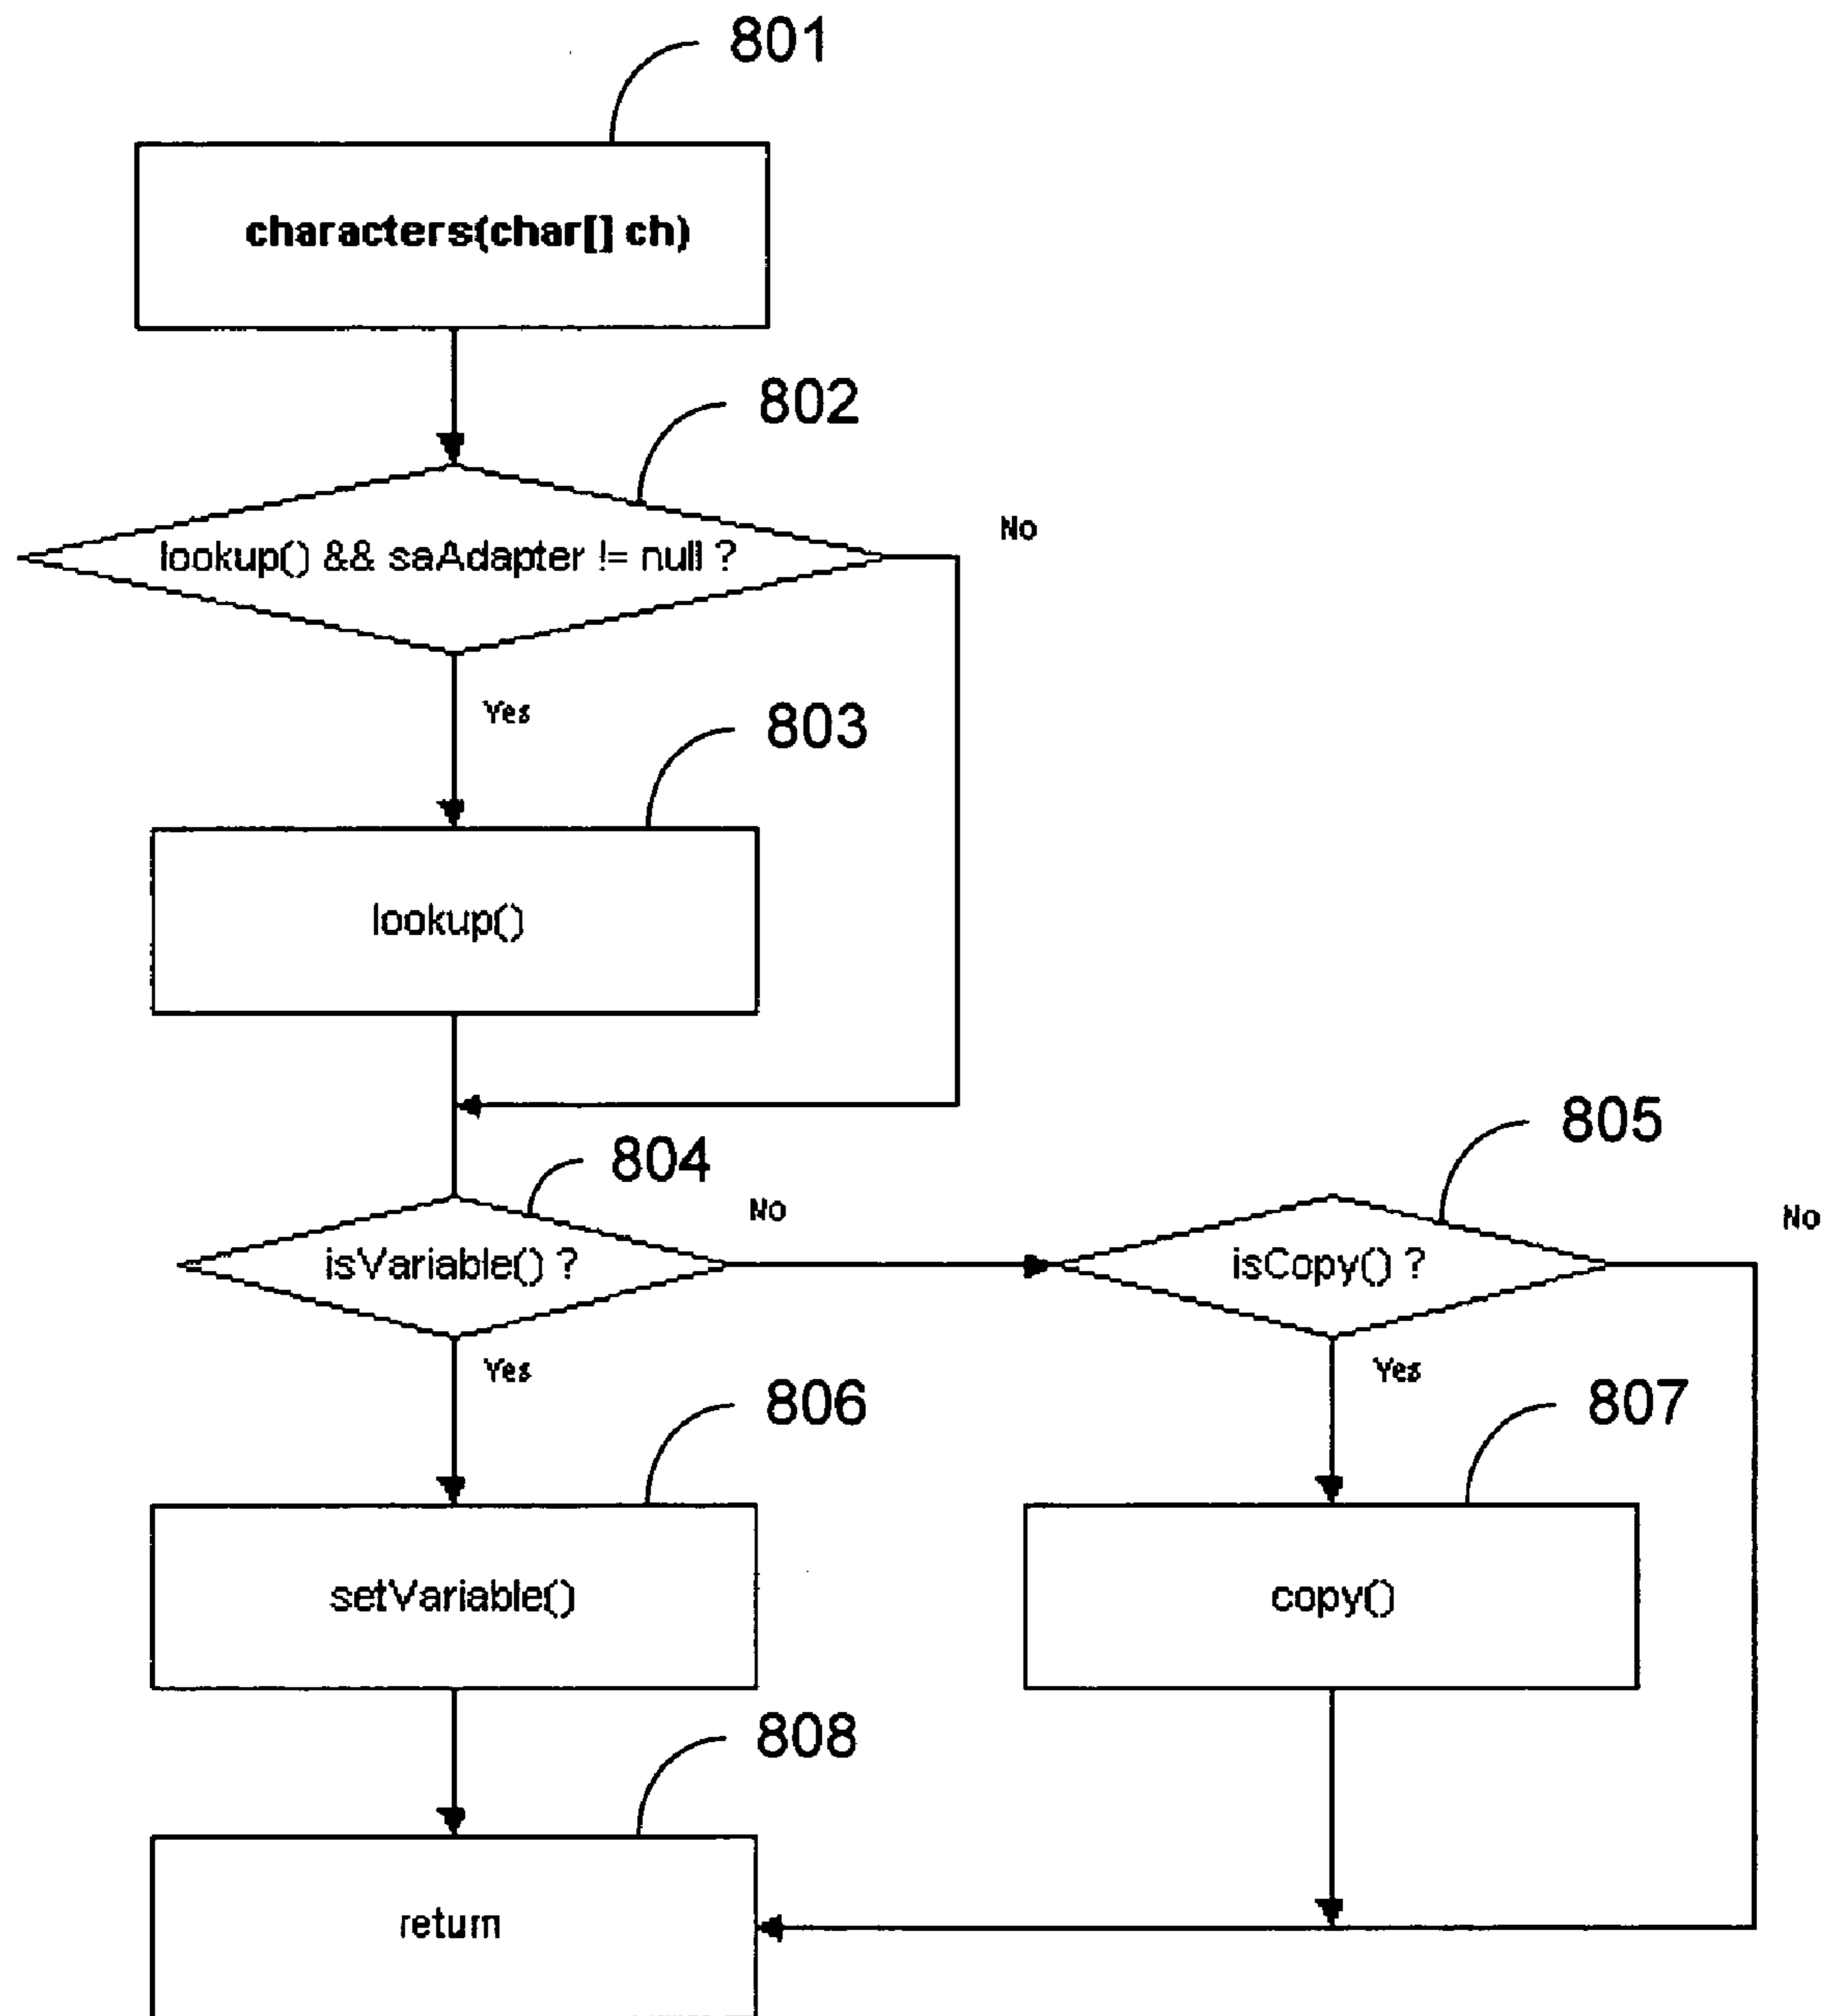 801
characters(char[] ch)
802
No
lookup() && saAdapter != null ?
Yes
803
lookup()
804
805
No
No
isVariable() ?
isCopy() ?
Yes
Yes
806
807
setVariable()
copy()
808
return